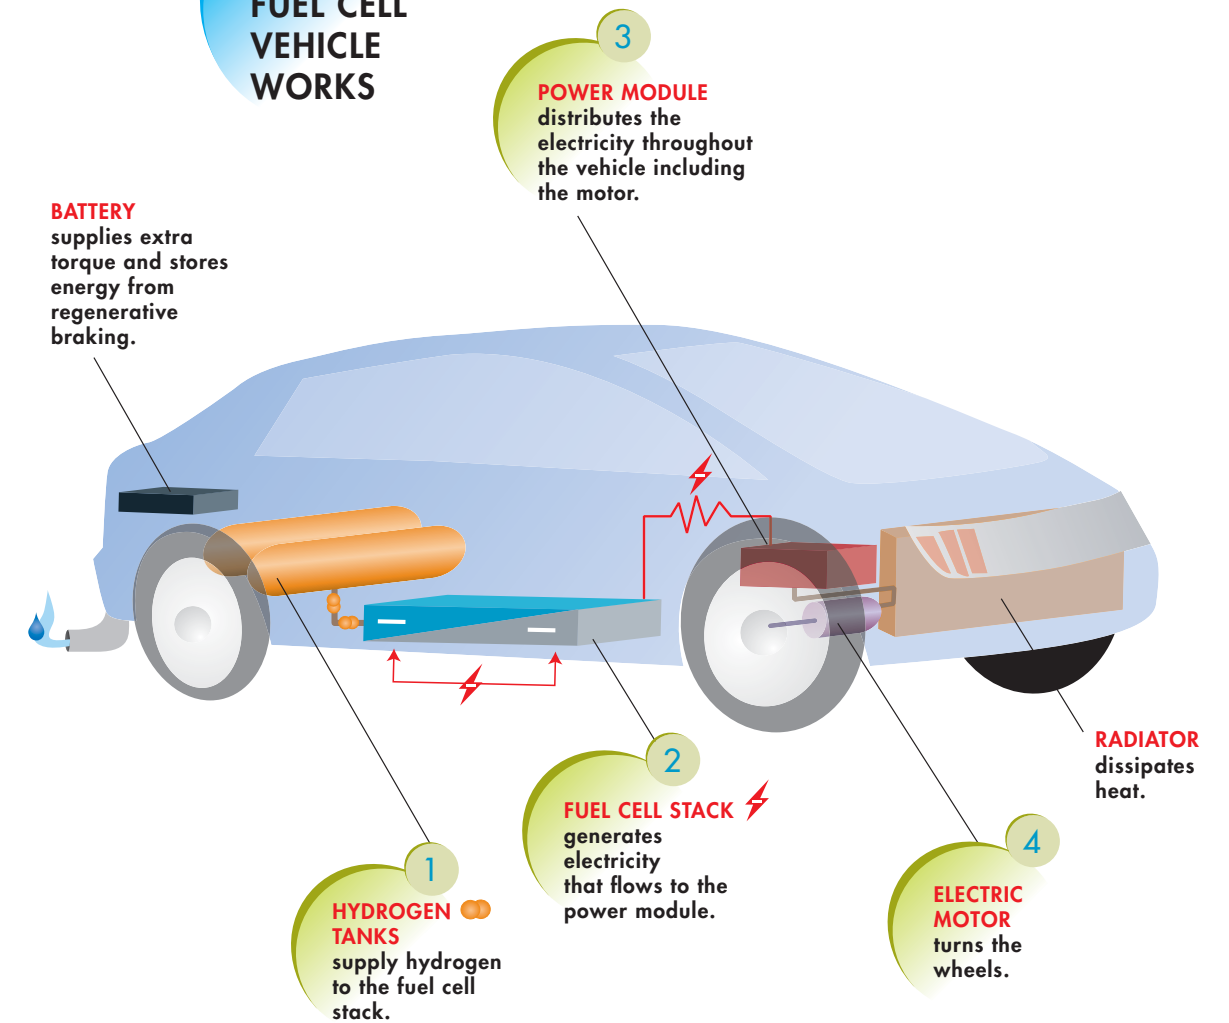 FUEL CELL
VEHICLE
WORKS
3
POWER MODULE
distributes the
electricity throughout
the vehicle including
the motor.
BATTERY
supplies extra
torque and stores
energy from
regenerative
braking.
RADIATOR
dissipates
heat.
2
FUEL CELL STACK
generates
electricity
that flows to the
power module.
4
ELECTRIC
MOTOR
turns the
wheels.
1
HYDROGEN
TANKS
supply hydrogen
to the fuel cell
stack.